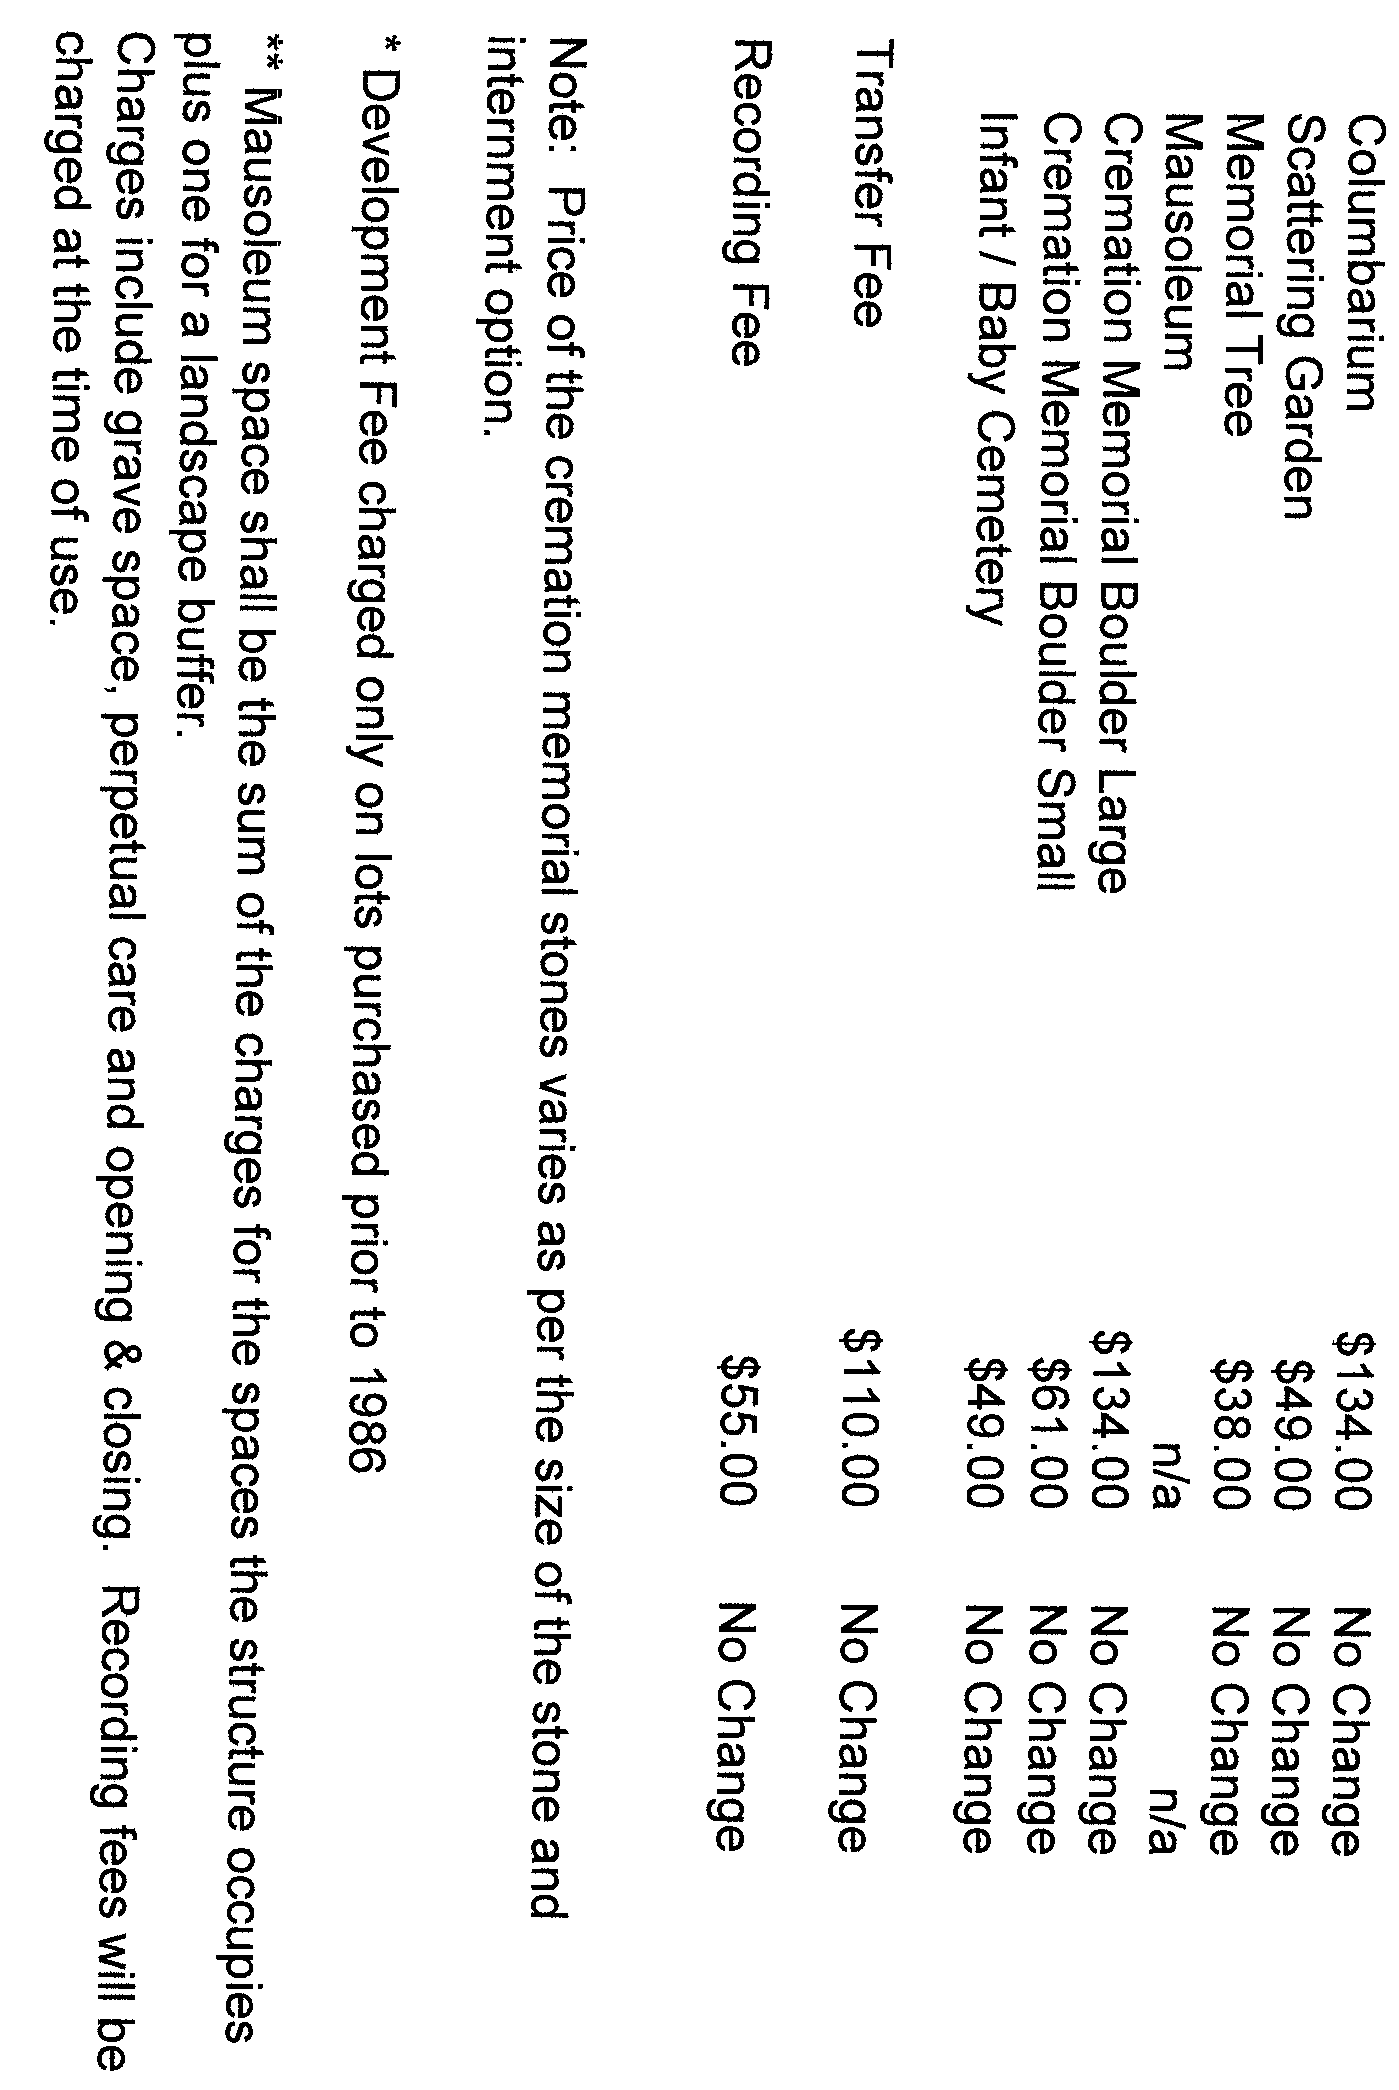 Columbarium $134.00 No Change
Scattering Garden $49.00 No Change
Memorial Tree $38.00 No Change
Mausoleum n/a n/a
Cremation Memorial Boulder Large $134.00 No Change
Cremation Memorial Boulder Small $61.00 No Change
Infant / Baby Cemetery $49.00 No Change
Transfer Fee $110.00 No Change
Recording Fee $55.00 No Change
Note: Price of the cremation memorial stones varies as per the size of the stone and
internment option.
* Development Fee charged only on lots purchased prior to 1986
** Mausoleum space shall be the sum of the charges for the spaces the structure occupies
plus one for a landscape buffer.
Charges include grave space, perpetual care and opening & closing. Recording fees will be
charged at the time of use.